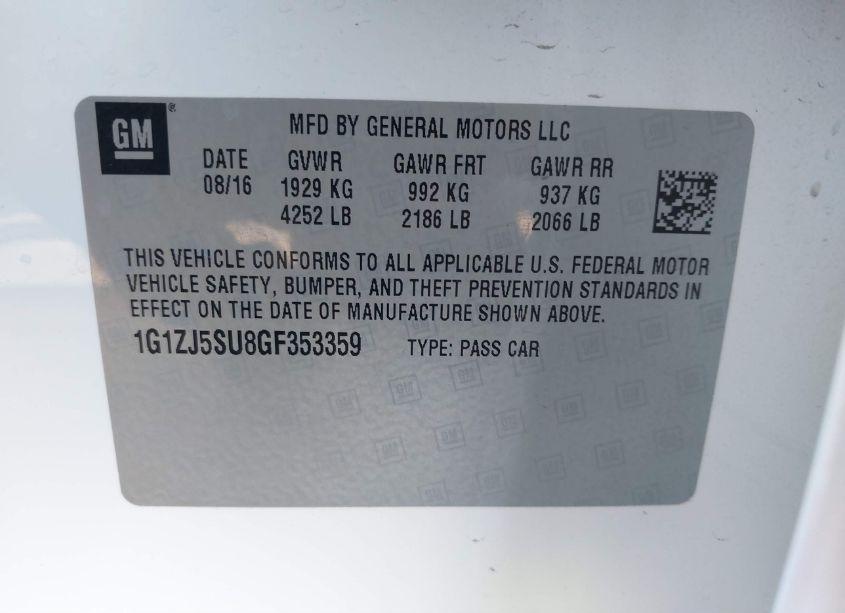 GM®
MFD BY GENERAL MOTORS LLC
DATE GVWR GAWR FRT GAWR RR
08/16 1929 KG 992 KG 937 KG
4252 LB 2186 LB 2066 LB
THIS VEHICLE CONFORMS TO ALL APPLICABLE U.S. FEDERAL MOTOR
VEHICLE SAFETY, BUMPER, AND THEFT PREVENTION STANDARDS IN
EFFECT ON THE DATE OF MANUFACTURE SHOWN ABOVE.
1G1ZJ5SU8GF353359 TYPE: PASS CAR